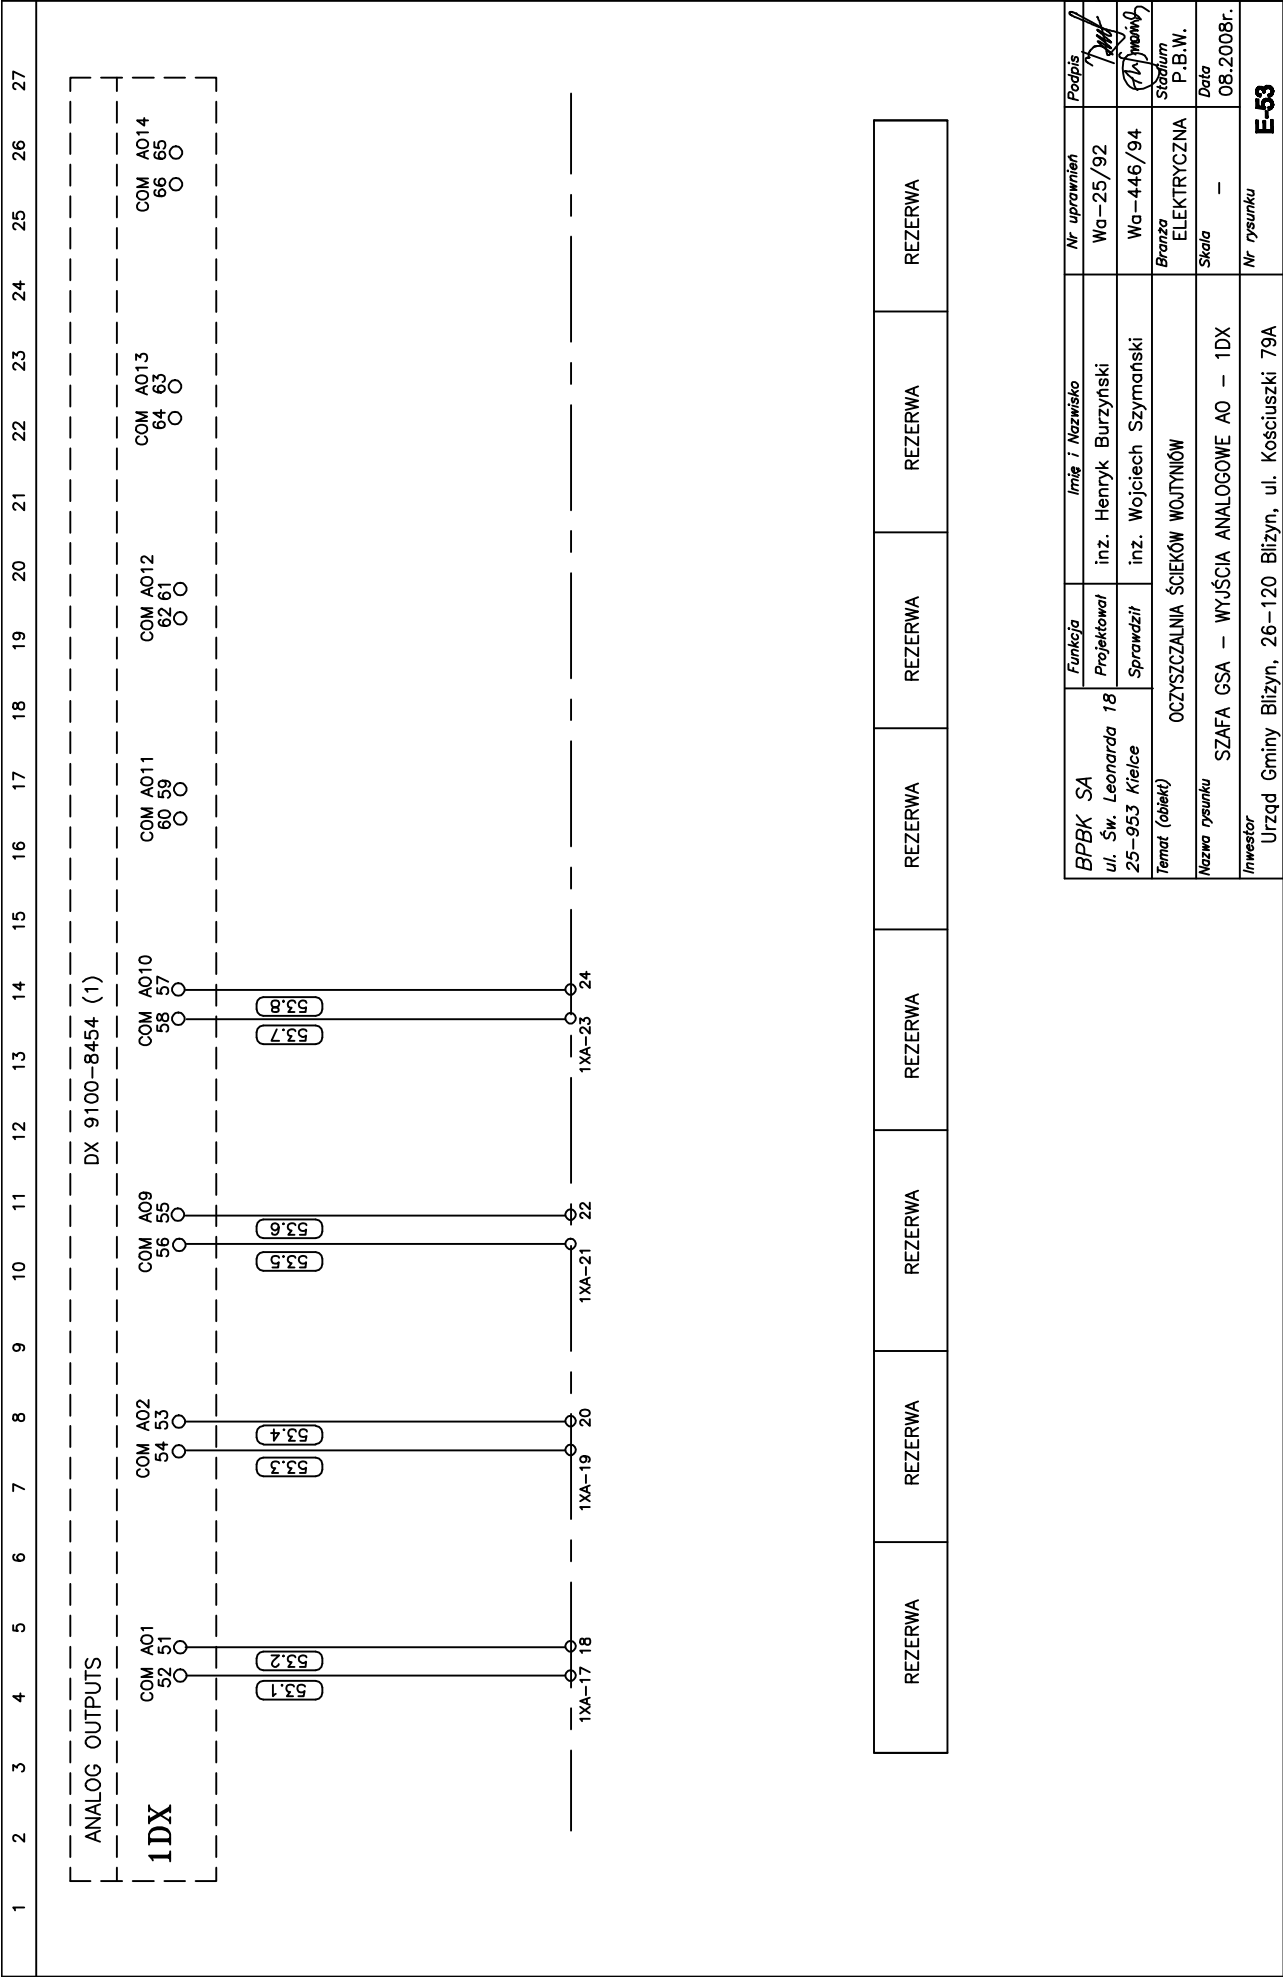 1 2 3 4 5 6 7 8 9 10 11 12 13 14 15 16 17 18 19 20 21 22 23 24 25 26 27
ANALOG OUTPUTS DX 9100-8454 (1)
1DX
COM AO1 COM AO2 COM AO9 COM AO10 COM AO11 COM AO12 COM AO13 COM AO14
52 51 54 53 56 55 58 57 60 59 62 61 64 63 66 65
53.1 53.2 53.3 53.4 53.5 53.6 53.7 53.8
1XA-17 18 1XA-19 20 1XA-21 22 1XA-23 24
REZERWA REZERWA REZERWA REZERWA REZERWA REZERWA REZERWA REZERWA
BPBK SA
ul. Św. Leonarda 18
25-953 Kielce
Funkcja Imię i Nazwisko Nr uprawnień Podpis
Projektował inż. Henryk Burzyński Wa-25/92
Sprawdził inż. Wojciech Szymański Wa-446/94
Temat (obiekt) Branża Stadium
OCZYSZCZALNIA ŚCIEKÓW WOJTYNIÓW ELEKTRYCZNA P.B.W.
Nazwa rysunku Skala Data
SZAFA GSA - WYJŚCIA ANALOGOWE AO - 1DX - 08.2008r.
Inwestor Nr rysunku
Urząd Gminy Bliżyn, 26-120 Bliżyn, ul. Kościuszki 79A E-53